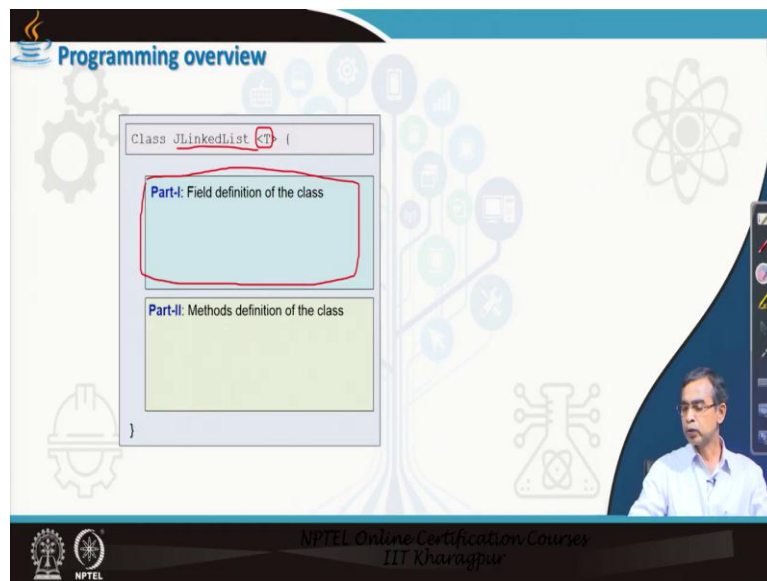 Programming overview
Class JLinkedList <T> {
Part-I: Field definition of the class
Part-II: Methods definition of the class
}
NPTEL Online Certification Courses
IIT Kharagpur
NPTEL